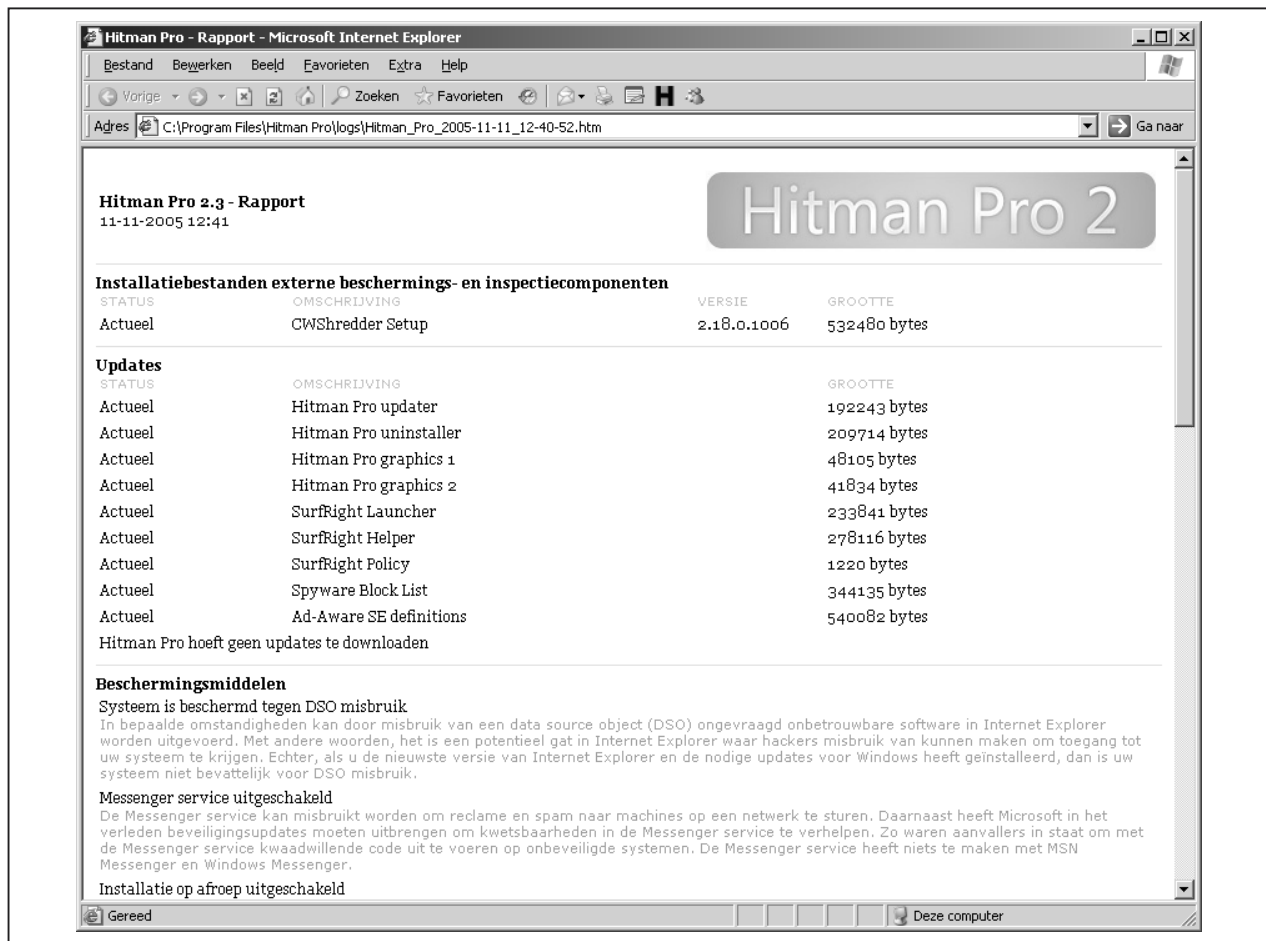 Hitman Pro - Rapport - Microsoft Internet Explorer
Bestand Bewerken Beeld Favorieten Extra Help
Vorige Zoeken Favorieten H
Adres C:\Program Files\Hitman Pro\logs\Hitman_Pro_2005-11-11_12-40-52.htm Ga naar
Hitman Pro 2.3 - Rapport
11-11-2005 12:41
Hitman Pro 2
Installatiebestanden externe beschermings- en inspectiecomponenten
STATUS OMSCHRIJVING VERSIE GROOTTE
Actueel CWShredder Setup 2.18.0.1006 532480 bytes
Updates
STATUS OMSCHRIJVING GROOTTE
Actueel Hitman Pro updater 192243 bytes
Actueel Hitman Pro uninstaller 209714 bytes
Actueel Hitman Pro graphics 1 48105 bytes
Actueel Hitman Pro graphics 2 41834 bytes
Actueel SurfRight Launcher 233841 bytes
Actueel SurfRight Helper 278116 bytes
Actueel SurfRight Policy 1220 bytes
Actueel Spyware Block List 344135 bytes
Actueel Ad-Aware SE definitions 540082 bytes
Hitman Pro hoeft geen updates te downloaden
Beschermingsmiddelen
Systeem is beschermd tegen DSO misbruik
In bepaalde omstandigheden kan door misbruik van een data source object (DSO) ongevraagd onbetrouwbare software in Internet Explorer
worden uitgevoerd. Met andere woorden, het is een potentieel gat in Internet Explorer waar hackers misbruik van kunnen maken om toegang tot
uw systeem te krijgen. Echter, als u de nieuwste versie van Internet Explorer en de nodige updates voor Windows heeft geïnstalleerd, dan is uw
systeem niet bevattelijk voor DSO misbruik.
Messenger service uitgeschakeld
De Messenger service kan misbruikt worden om reclame en spam naar machines op een netwerk te sturen. Daarnaast heeft Microsoft in het
verleden beveiligingsupdates moeten uitbrengen om kwetsbaarheden in de Messenger service te verhelpen. Zo waren aanvallers in staat om met
de Messenger service kwaadwillende code uit te voeren op onbeveiligde systemen. De Messenger service heeft niets te maken met MSN
Messenger en Windows Messenger.
Installatie op afroep uitgeschakeld
Gereed Deze computer